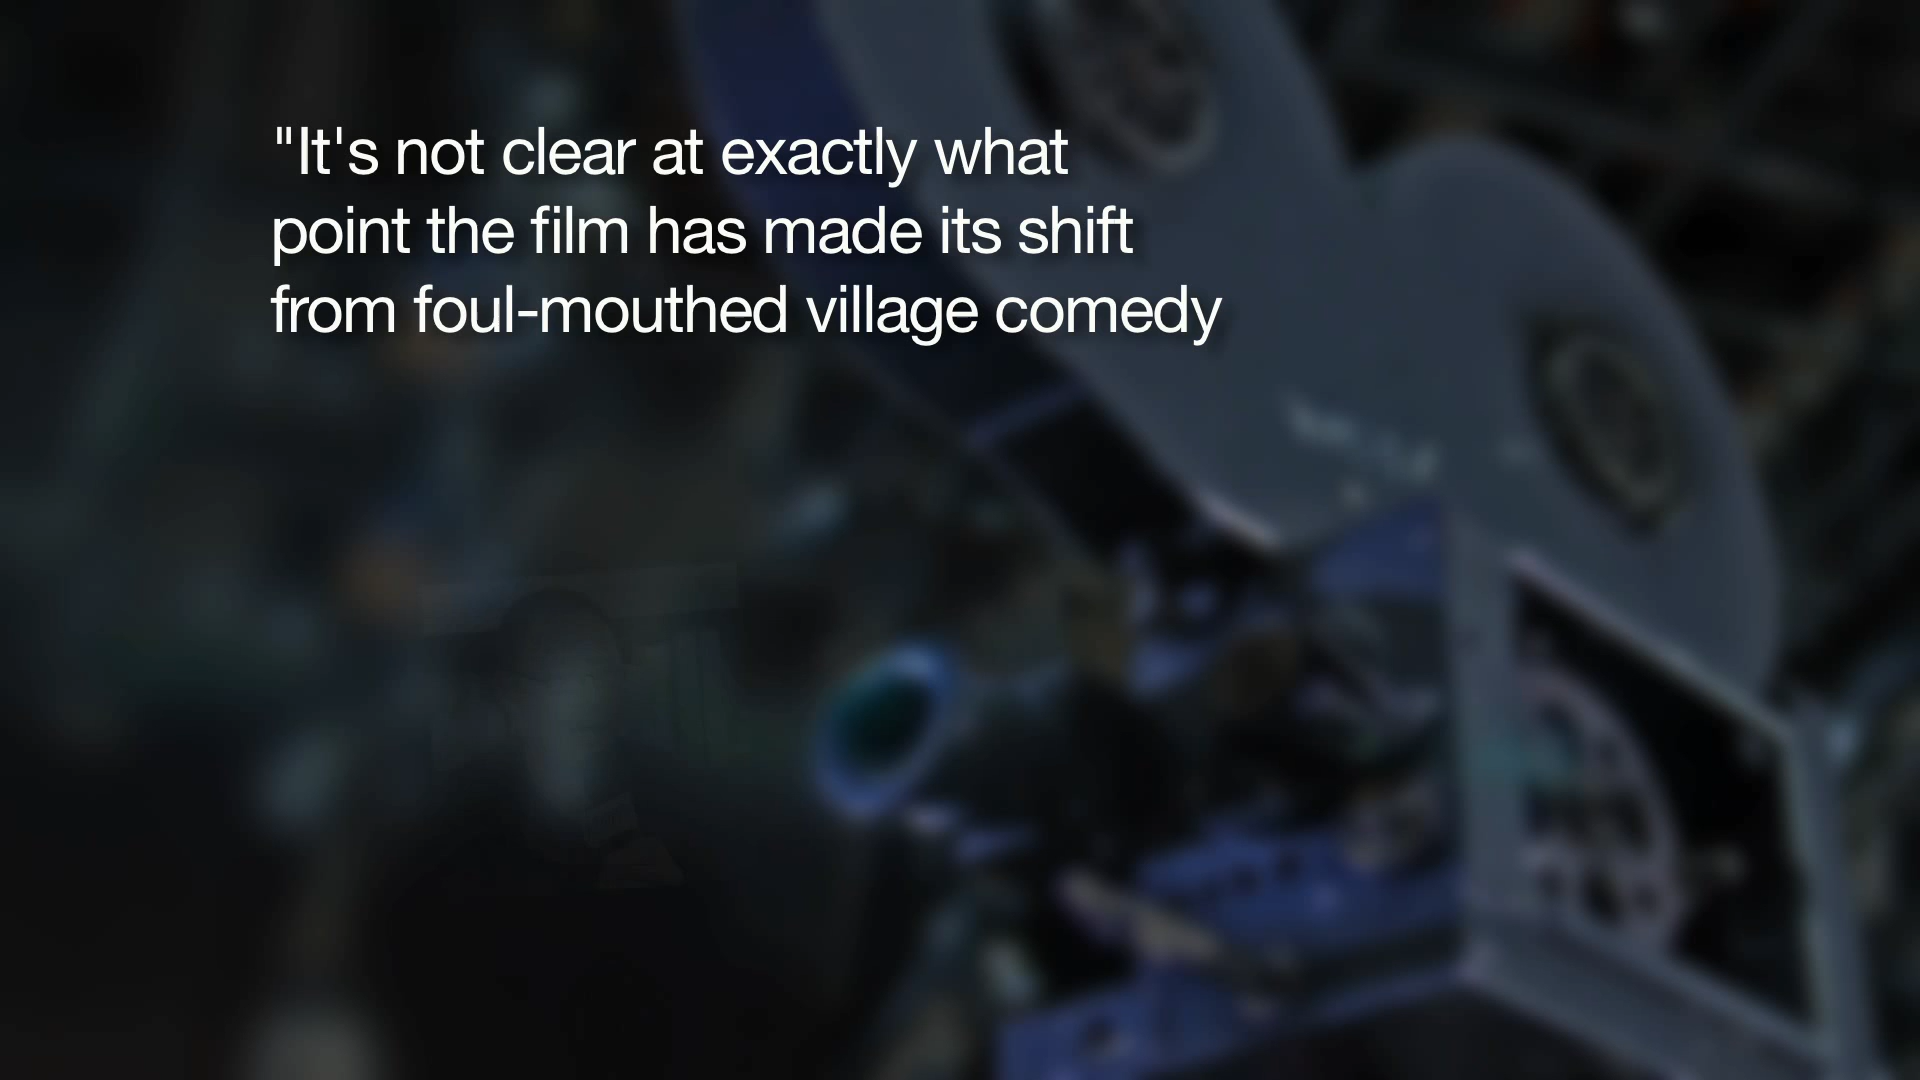 "It's not clear at exactly what
point the film has made its shift
from foul-mouthed village comedy